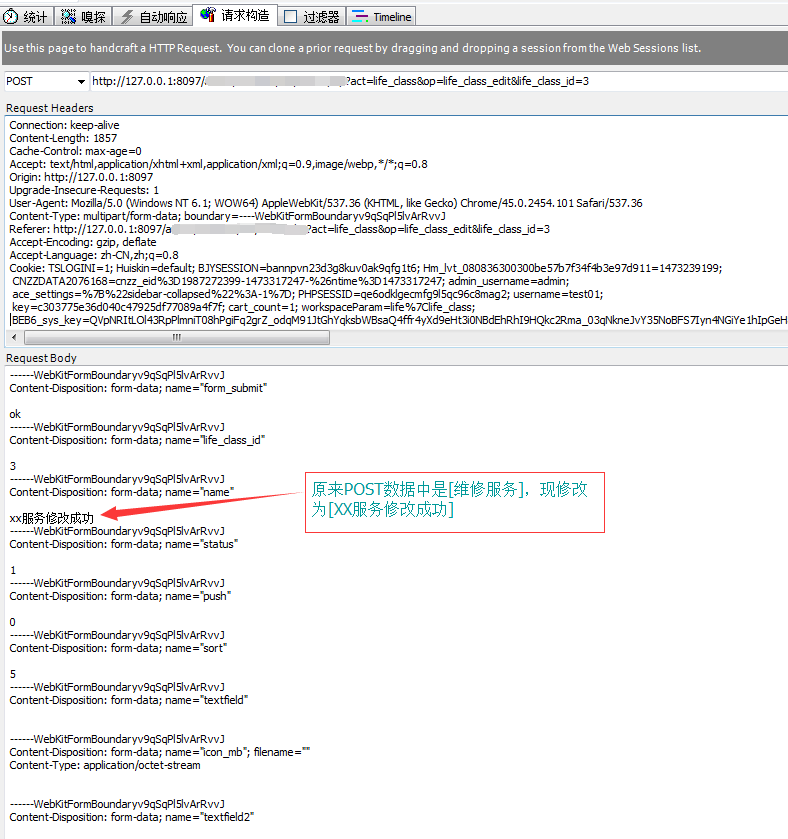 统计 嗅探 自动响应 请求构造 过滤器 Timeline
Use this page to handcraft a HTTP Request. You can clone a prior request by dragging and dropping a session from the Web Sessions list.
POST http://127.0.0.1:8097/ ?act=life_class&op=life_class_edit&life_class_id=3
Request Headers
Connection: keep-alive
Content-Length: 1857
Cache-Control: max-age=0
Accept: text/html,application/xhtml+xml,application/xml;q=0.9,image/webp,*/*;q=0.8
Origin: http://127.0.0.1:8097
Upgrade-Insecure-Requests: 1
User-Agent: Mozilla/5.0 (Windows NT 6.1; WOW64) AppleWebKit/537.36 (KHTML, like Gecko) Chrome/45.0.2454.101 Safari/537.36
Content-Type: multipart/form-data; boundary=----WebKitFormBoundaryv9qSqPl5lvArRvvJ
Referer: http://127.0.0.1:8097/a ?act=life_class&op=life_class_edit&life_class_id=3
Accept-Encoding: gzip, deflate
Accept-Language: zh-CN,zh;q=0.8
Cookie: TSLOGINI=1; Huiskin=default; BJYSESSION=bannpvn23d3g8kuv0ak9qfg1t6; Hm_lvt_080836300300be57b7f34f4b3e97d911=1473239199;
CNZZDATA2076168=cnzz_eid%3D1987272399-1473317247-%26ntime%3D1473317247; admin_username=admin;
ace_settings=%7B%22sidebar-collapsed%22%3A-1%7D; PHPSESSID=qe6odklgecmfg9l5qc96c8mag2; username=test01;
key=c303775e36d040c47925df77089a4f7f; cart_count=1; workspaceParam=life%7Clife_class;
BEB6_sys_key=QVpNRItLOl43RpPlmniT08hPgiFq2grZ_odqM91JtGhYqksbWBsaQ4ffr4yXd9eHt3i0NBdEhRhI9HQkc2Rma_03qNkneJvY35NoBFS7Iyn4NGiYe1hIpGeH
Request Body
------WebKitFormBoundaryv9qSqPl5lvArRvvJ
Content-Disposition: form-data; name="form_submit"
ok
------WebKitFormBoundaryv9qSqPl5lvArRvvJ
Content-Disposition: form-data; name="life_class_id"
3
------WebKitFormBoundaryv9qSqPl5lvArRvvJ
Content-Disposition: form-data; name="name"
xx服务修改成功
原来POST数据中是[维修服务]，现修改
为[XX服务修改成功]
------WebKitFormBoundaryv9qSqPl5lvArRvvJ
Content-Disposition: form-data; name="status"
1
------WebKitFormBoundaryv9qSqPl5lvArRvvJ
Content-Disposition: form-data; name="push"
0
------WebKitFormBoundaryv9qSqPl5lvArRvvJ
Content-Disposition: form-data; name="sort"
5
------WebKitFormBoundaryv9qSqPl5lvArRvvJ
Content-Disposition: form-data; name="textfield"
------WebKitFormBoundaryv9qSqPl5lvArRvvJ
Content-Disposition: form-data; name="icon_mb"; filename=""
Content-Type: application/octet-stream
------WebKitFormBoundaryv9qSqPl5lvArRvvJ
Content-Disposition: form-data; name="textfield2"